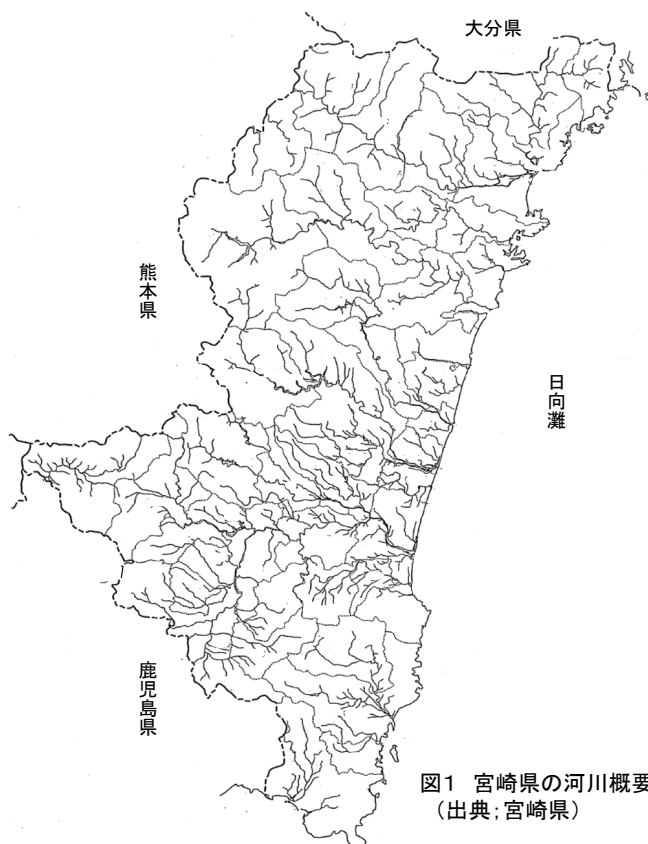 大分県
熊本県
日向灘
鹿児島県
図1 宮崎県の河川概要
(出典;宮崎県)